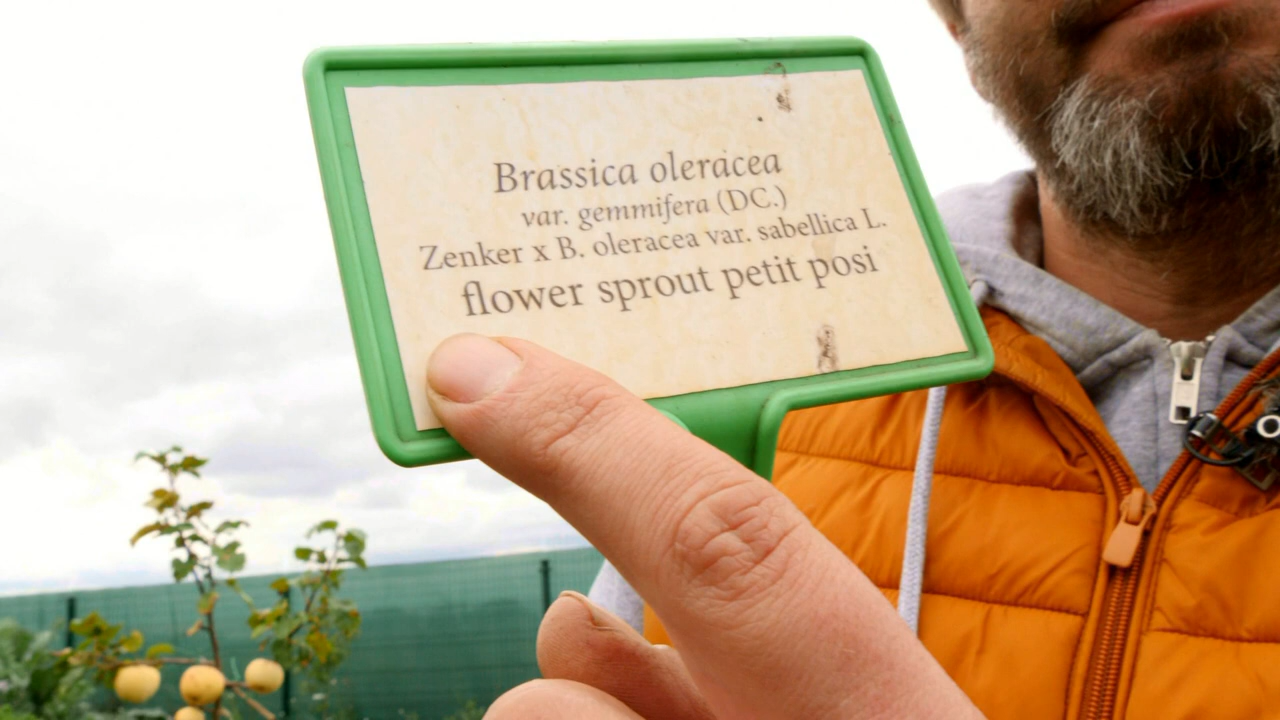 Brassica oleracea
var. gemmifera (DC.)
Zenker x B. oleracea var. sabellica L.
flower sprout petit posi